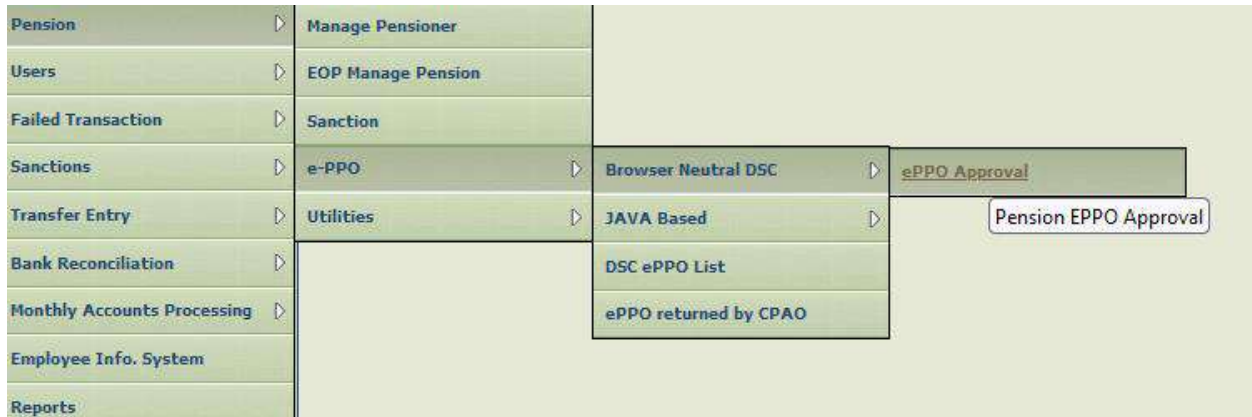 Pension
Users
Failed Transaction
Sanctions
Transfer Entry
Bank Reconciliation
Monthly Accounts Processing
Employee Info. System
Reports
Manage Pensioner
EOP Manage Pension
Sanction
e-PPO
Utilities
Browser Neutral DSC
JAVA Based
DSC ePPO List
ePPO returned by CPAO
ePPO Approval
Pension EPPO Approval